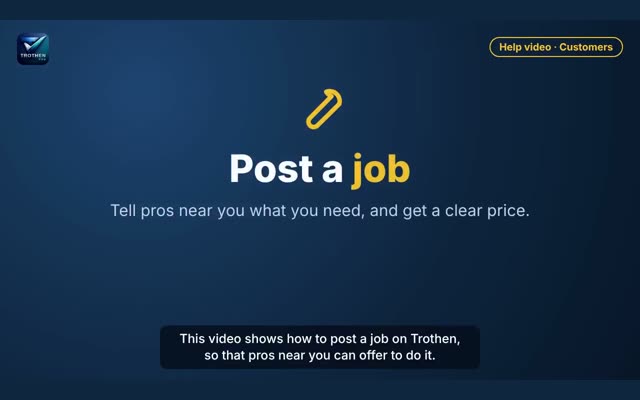 TROTHEN
Help video · Customers
Post a job
Tell pros near you what you need, and get a clear price.
This video shows how to post a job on Trothen,
so that pros near you can offer to do it.